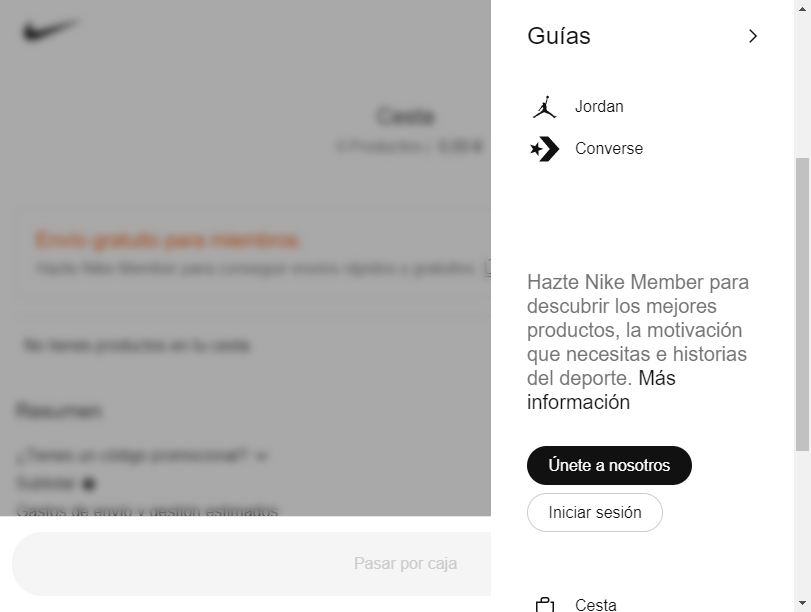 Guías
Jordan
Converse
Hazte Nike Member para
descubrir los mejores
productos, la motivación
que necesitas e historias
del deporte. Más
información
Únete a nosotros
Iniciar sesión
Cesta
Cesta
0 Productos | 0,00 €
Envío gratuito para miembros.
Hazte Nike Member para conseguir envíos rápidos y gratuitos.
No tienes productos en tu cesta.
Resumen
¿Tienes un código promocional?
Subtotal
Gastos de envío y gestión estimados
Pasar por caja